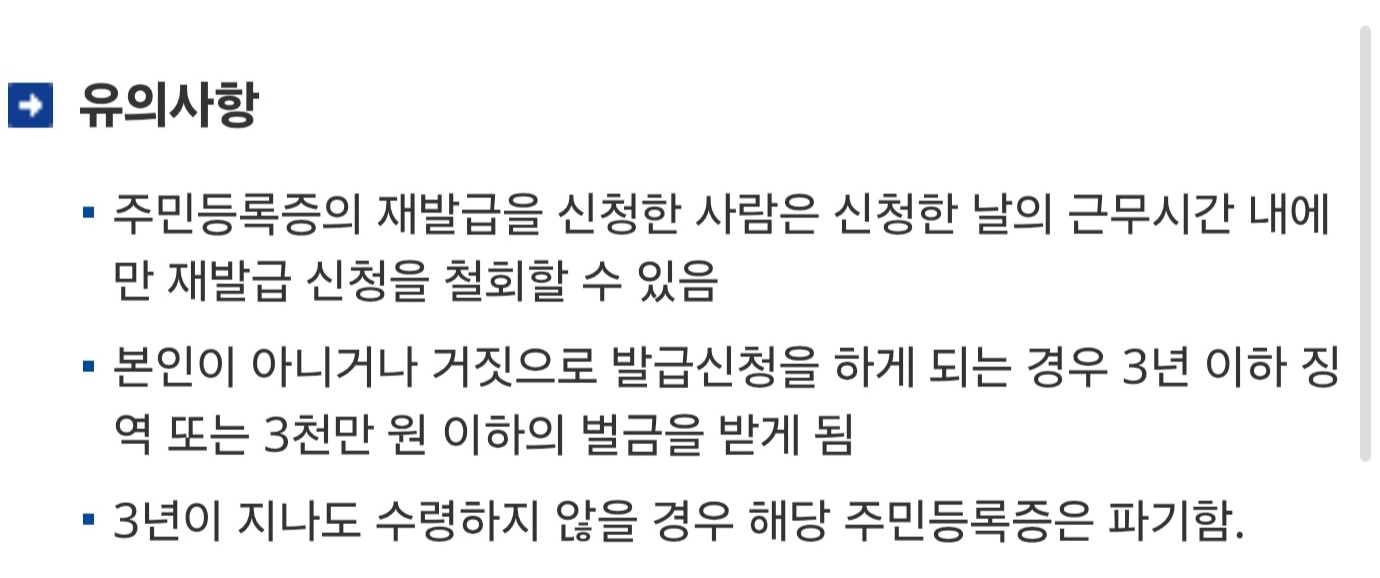 유의사항
주민등록증의 재발급을 신청한 사람은 신청한 날의 근무시간 내에
만 재발급 신청을 철회할 수 있음
본인이 아니거나 거짓으로 발급신청을 하게 되는 경우 3년 이하 징
역 또는 3천만 원 이하의 벌금을 받게 됨
3년이 지나도 수령하지 않을 경우 해당 주민등록증은 파기함.